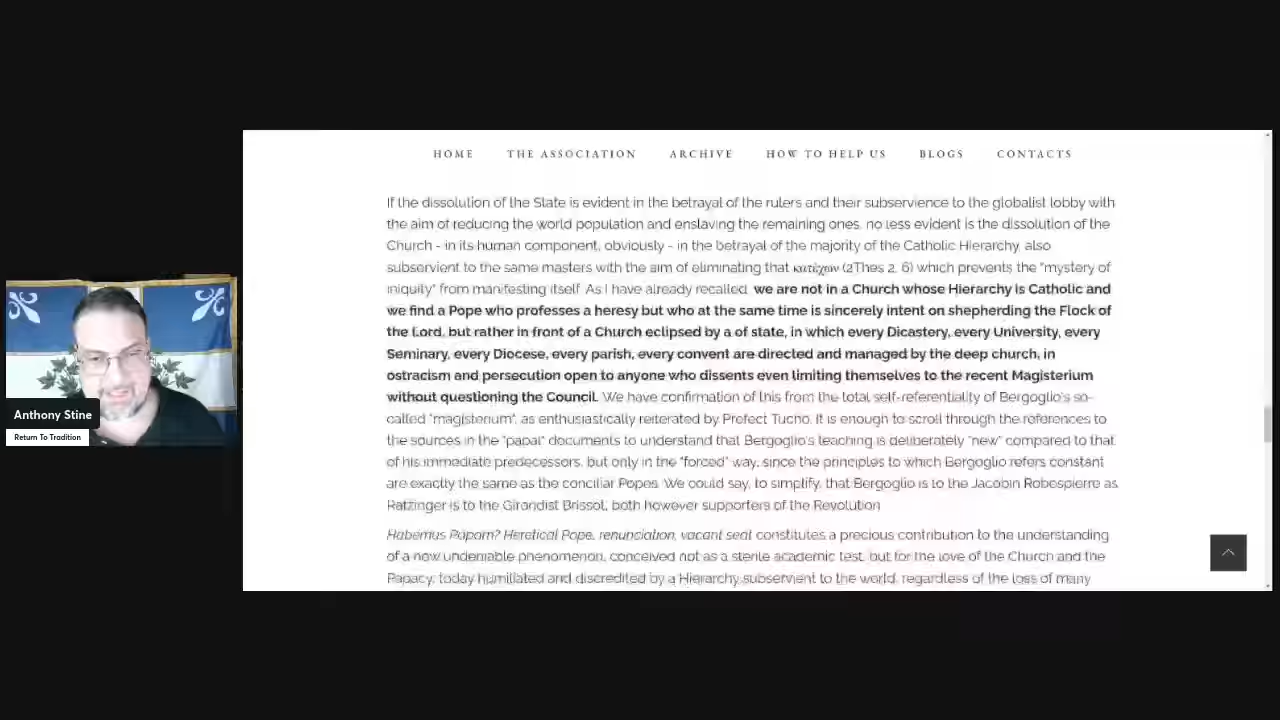 HOME THE ASSOCIATION ARCHIVE HOW TO HELP US BLOGS CONTACTS
If the dissolution of the State is evident in the betrayal of the rulers and their subservience to the globalist lobby with
the aim of reducing the world population and enslaving the remaining ones, no less evident is the dissolution of the
Church - in its human component, obviously - in the betrayal of the majority of the Catholic Hierarchy, also
subservient to the same masters with the aim of eliminating that κατέχον (2Thes 2, 6) which prevents the "mystery of
iniquity" from manifesting itself. As I have already recalled, we are not in a Church whose Hierarchy is Catholic and
we find a Pope who professes a heresy but who at the same time is sincerely intent on shepherding the Flock of
the Lord, but rather in front of a Church eclipsed by a of state, in which every Dicastery, every University, every
Seminary, every Diocese, every parish, every convent are directed and managed by the deep church, in
ostracism and persecution open to anyone who dissents even limiting themselves to the recent Magisterium
without questioning the Council. We have confirmation of this from the total self-referentiality of Bergoglio's so-
called "magisterium", as enthusiastically reiterated by Prefect Tucho. It is enough to scroll through the references to
the sources in the "papal" documents to understand that Bergoglio's teaching is deliberately "new" compared to that
of his immediate predecessors, but only in the "forced" way, since the principles to which Bergoglio refers constant
are exactly the same as the conciliar Popes. We could say, to simplify, that Bergoglio is to the Jacobin Robespierre as
Ratzinger is to the Girondist Brissol, both however supporters of the Revolution
Habemus Papam? Heretical Pope, renunciation, vacant seat constitutes a precious contribution to the understanding
of a now undeniable phenomenon, conceived not as a sterile academic test, but for the love of the Church and the
Papacy, today humiliated and discredited by a Hierarchy subservient to the world, regardless of the loss of many
Anthony Stine
Return To Tradition